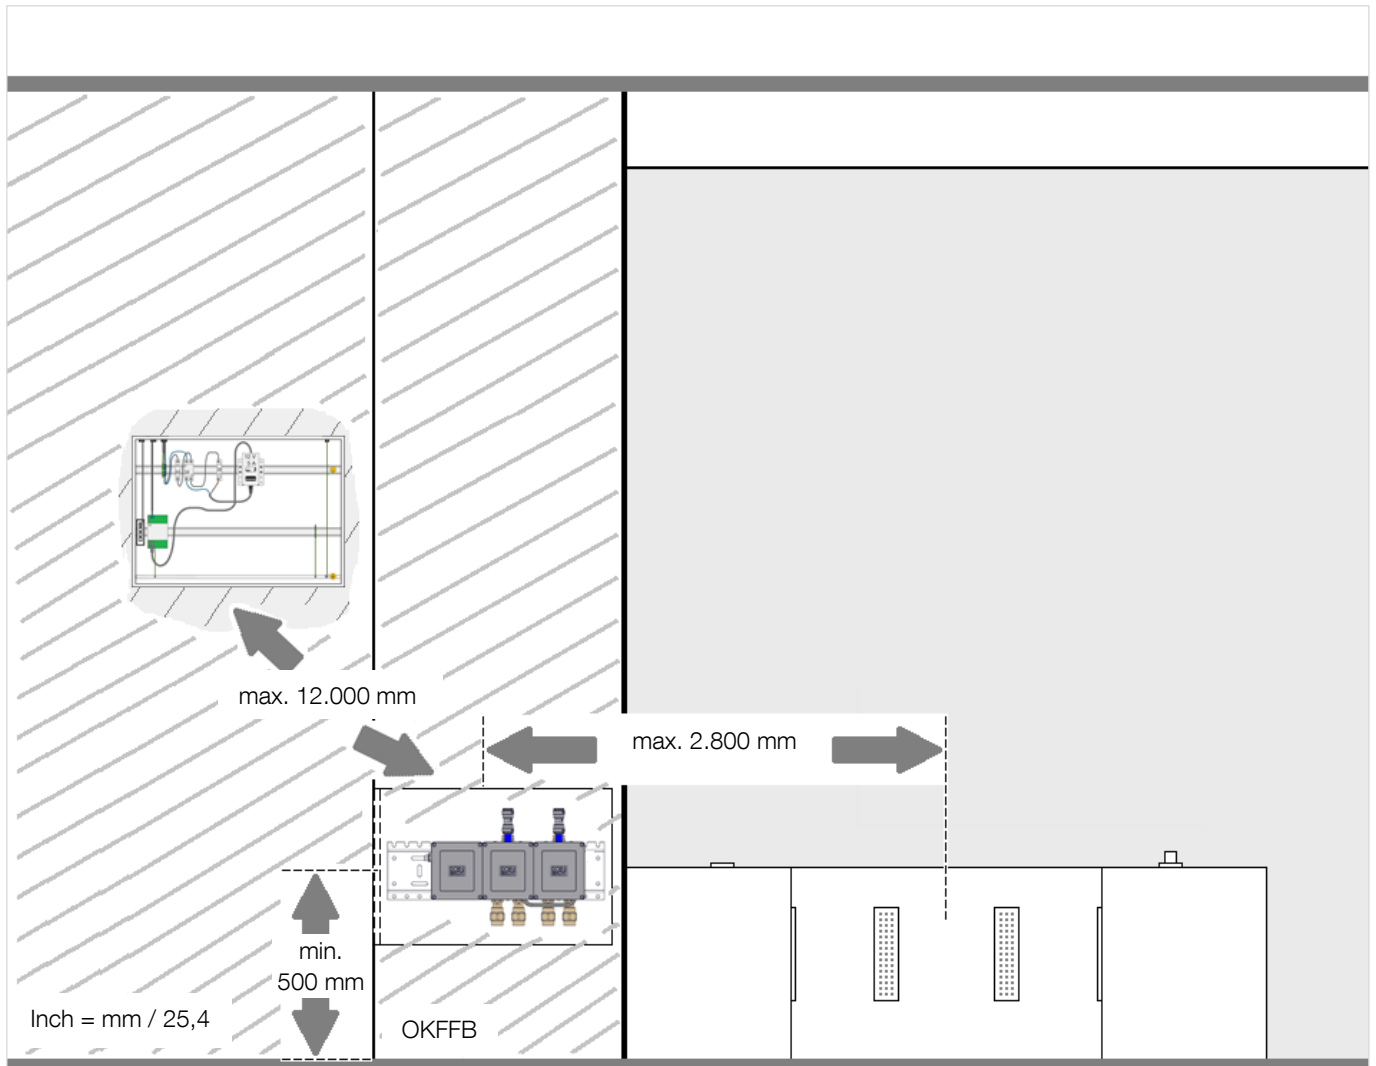 max. 12.000 mm
max. 2.800 mm
min.
500 mm
Inch = mm / 25,4
OKFFB